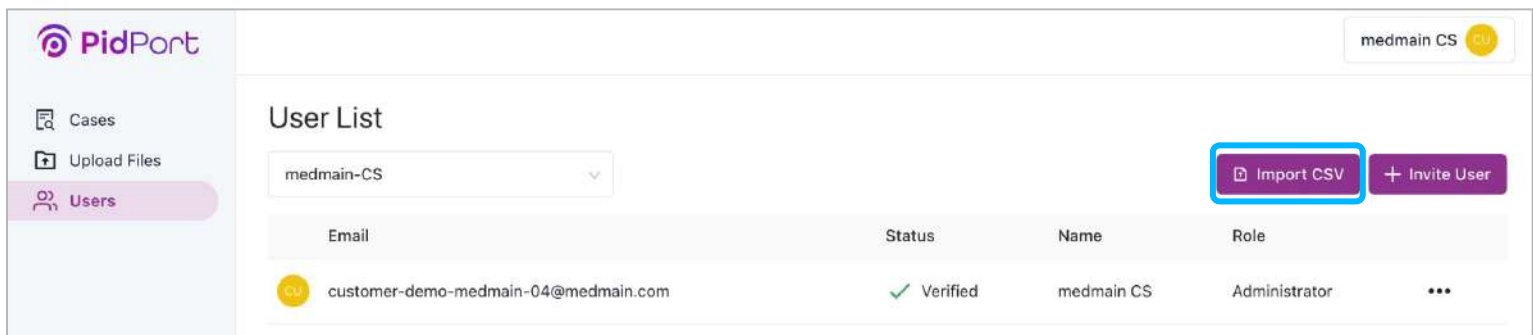 PidPort
medmain CS CU
Cases
Upload Files
Users
User List
medmain-CS
Import CSV
+ Invite User
Email Status Name Role
CU customer-demo-medmain-04@medmain.com Verified medmain CS Administrator •••